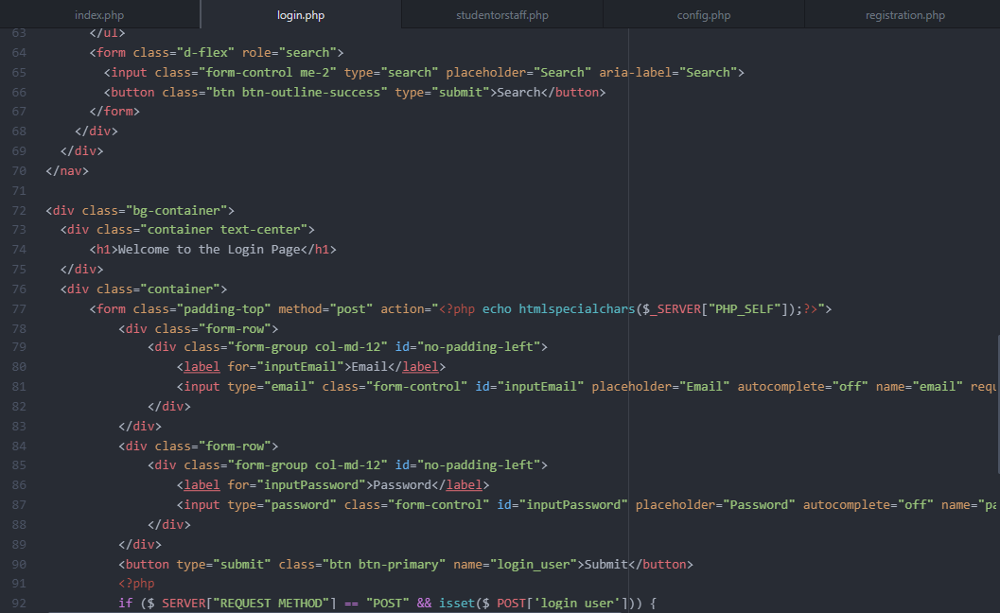 index.php login.php studentorstaff.php config.php registration.php
63 </ul>
64 <form class="d-flex" role="search">
65 <input class="form-control me-2" type="search" placeholder="Search" aria-label="Search">
66 <button class="btn btn-outline-success" type="submit">Search</button>
67 </form>
68 </div>
69 </div>
70 </nav>
71
72 <div class="bg-container">
73 <div class="container text-center">
74 <h1>Welcome to the Login Page</h1>
75 </div>
76 <div class="container">
77 <form class="padding-top" method="post" action="<?php echo htmlspecialchars($_SERVER["PHP_SELF"]);?>">
78 <div class="form-row">
79 <div class="form-group col-md-12" id="no-padding-left">
80 <label for="inputEmail">Email</label>
81 <input type="email" class="form-control" id="inputEmail" placeholder="Email" autocomplete="off" name="email" requ
82 </div>
83 </div>
84 <div class="form-row">
85 <div class="form-group col-md-12" id="no-padding-left">
86 <label for="inputPassword">Password</label>
87 <input type="password" class="form-control" id="inputPassword" placeholder="Password" autocomplete="off" name="pa
88 </div>
89 </div>
90 <button type="submit" class="btn btn-primary" name="login_user">Submit</button>
91 <?php
92 if ($_SERVER["REQUEST_METHOD"] == "POST" && isset($_POST['login_user'])) {